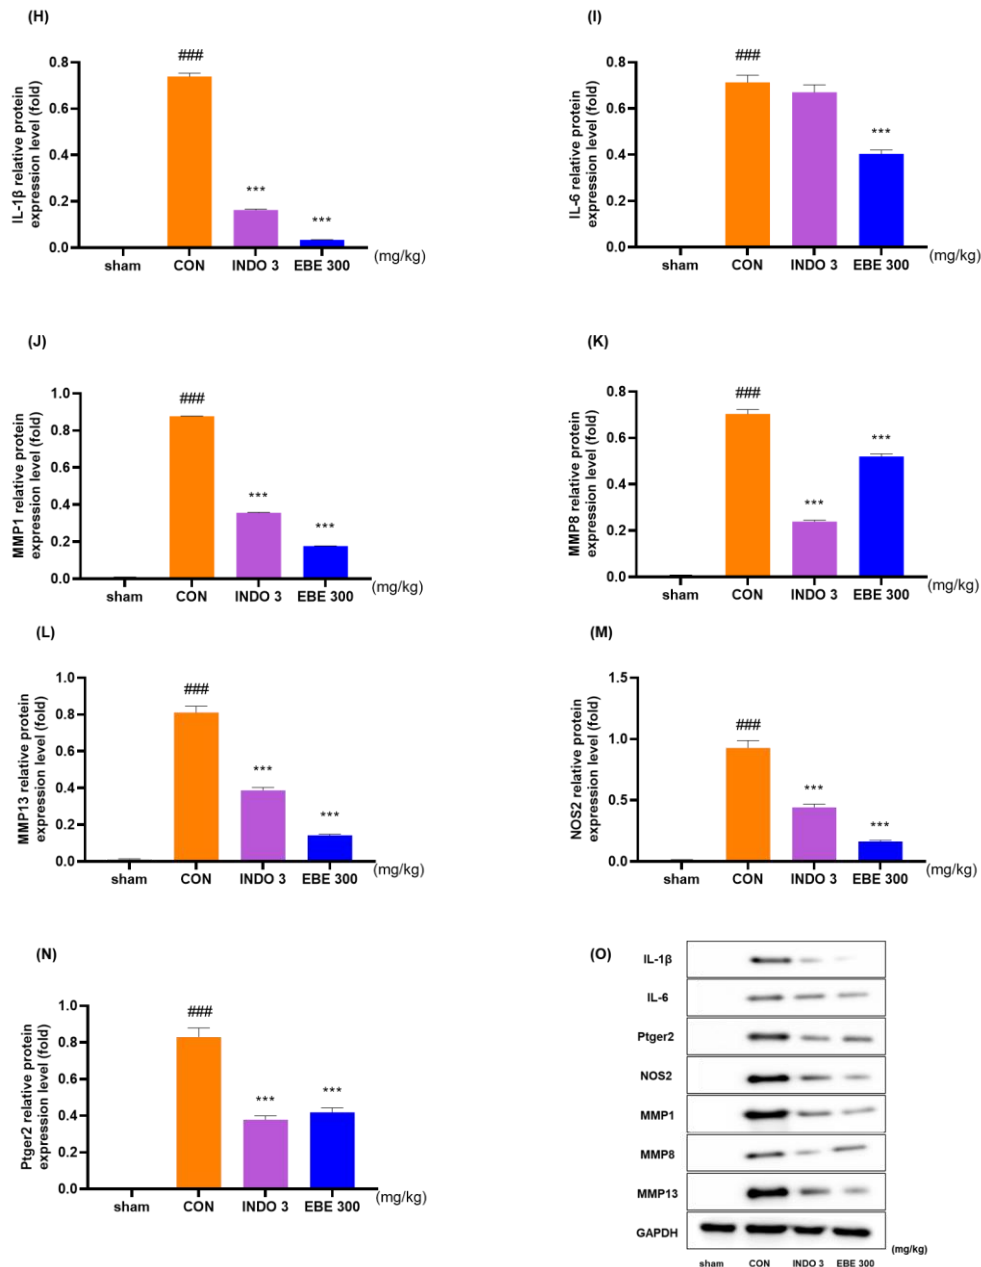 (H)
IL-1β relative protein
expression level (fold)
0.8
0.6
0.4
0.2
0.0
###
***
***
sham CON INDO 3 EBE 300 (mg/kg)
(I)
IL-6 relative protein
expression level (fold)
0.8
0.6
0.4
0.2
0.0
###
***
sham CON INDO 3 EBE 300 (mg/kg)
(J)
MMP1 relative protein
expression level (fold)
1.0
0.8
0.6
0.4
0.2
0.0
###
***
***
sham CON INDO 3 EBE 300 (mg/kg)
(K)
MMP8 relative protein
expression level (fold)
0.8
0.6
0.4
0.2
0.0
###
***
***
sham CON INDO 3 EBE 300 (mg/kg)
(L)
MMP13 relative protein
expression level (fold)
1.0
0.8
0.6
0.4
0.2
0.0
###
***
***
sham CON INDO 3 EBE 300 (mg/kg)
(M)
NOS2 relative protein
expression level (fold)
1.5
1.0
0.5
0.0
###
***
***
sham CON INDO 3 EBE 300 (mg/kg)
(N)
Ptger2 relative protein
expression level (fold)
1.0
0.8
0.6
0.4
0.2
0.0
###
***
***
sham CON INDO 3 EBE 300 (mg/kg)
(O)
IL-1β
IL-6
Ptger2
NOS2
MMP1
MMP8
MMP13
GAPDH
(mg/kg)
sham CON INDO 3 EBE 300